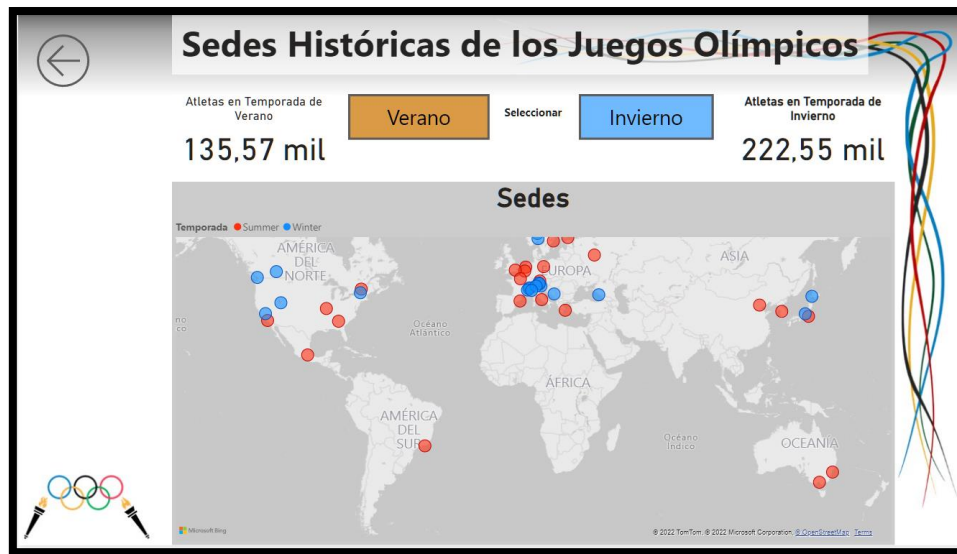 Sedes Históricas de los Juegos Olímpicos
Atletas en Temporada de
Verano
135,57 mil
Verano
Seleccionar
Invierno
Atletas en Temporada de
Invierno
222,55 mil
Sedes
Temporada Summer Winter
AMÉRICA
DEL
NORTE
EUROPA
ASIA
no
co
Océano
Atlántico
ÁFRICA
AMÉRICA
DEL
SUR
Océano
Índico
OCEANÍA
Microsoft Bing
© 2022 TomTom, © 2022 Microsoft Corporation, © OpenStreetMap Terms